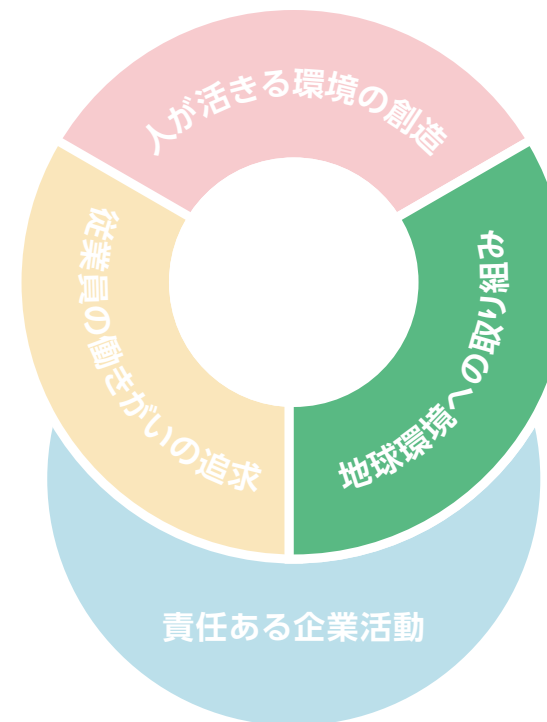 人が活きる環境の創造
従業員の働きがいの追求
地球環境への取り組み
責任ある企業活動